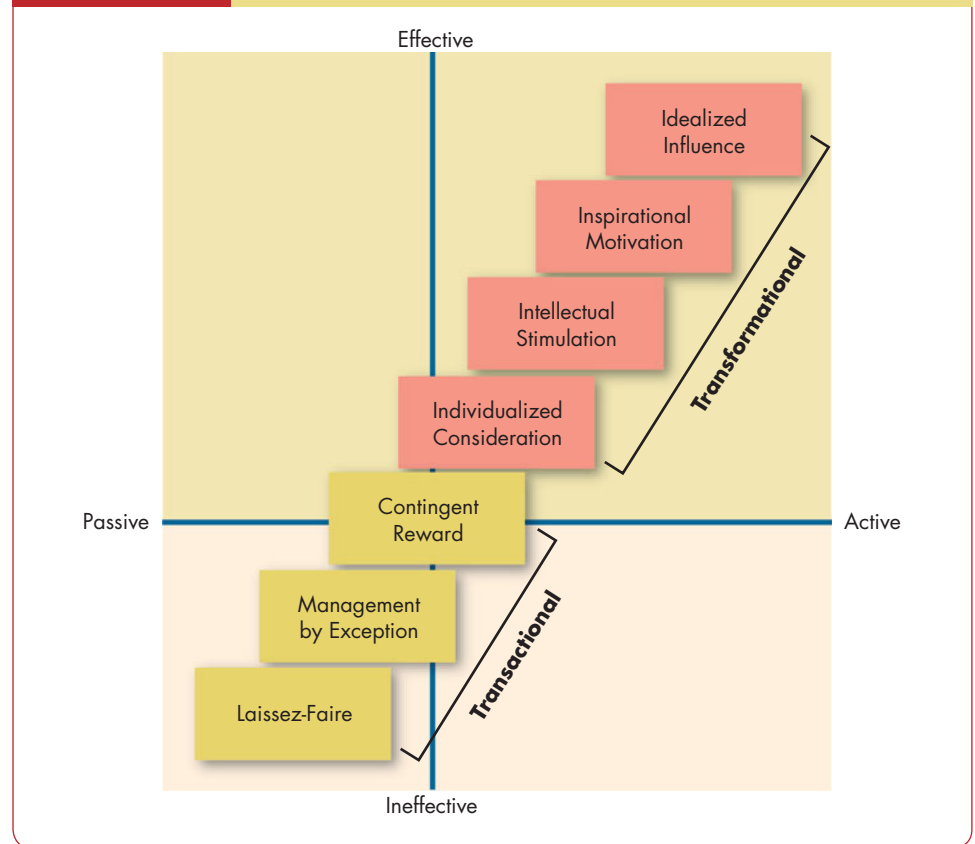 Effective
Idealized
Influence
Inspirational
Motivation
Intellectual
Stimulation
Transformational
Individualized
Consideration
Contingent
Reward
Passive
Active
Management
by Exception
Transactional
Laissez-Faire
Ineffective